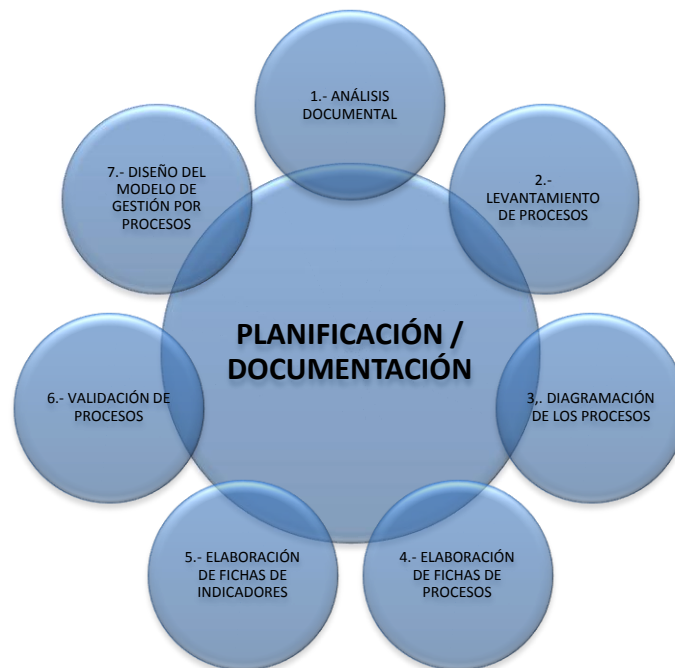 1.- ANÁLISIS
DOCUMENTAL
2.-
LEVANTAMIENTO
DE PROCESOS
3,. DIAGRAMACIÓN
DE LOS PROCESOS
4.- ELABORACIÓN
DE FICHAS DE
PROCESOS
5.- ELABORACIÓN
DE FICHAS DE
INDICADORES
6.- VALIDACIÓN DE
PROCESOS
7.- DISEÑO DEL
MODELO DE
GESTIÓN POR
PROCESOS
PLANIFICACIÓN /
DOCUMENTACIÓN